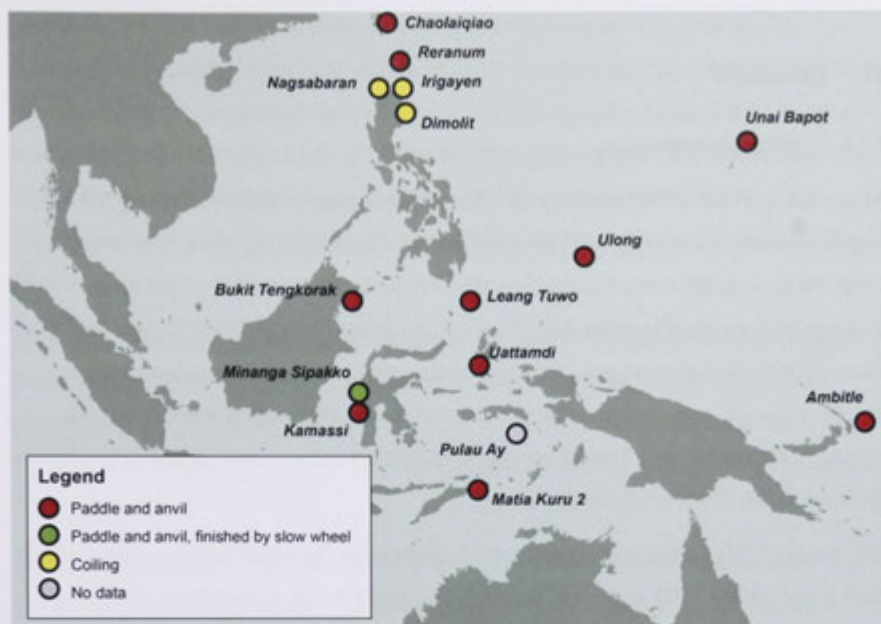 Chaolaiqiao
Reranum
Nagsabaran
Irigayen
Dimolit
Unai Bapot
Ulong
Bukit Tengkorak
Leang Tuwo
Uattamdi
Minanga Sipakko
Ambitle
Kamassi
Pulau Ay
Matia Kuru 2
Legend
Paddle and anvil
Paddle and anvil, finished by slow wheel
Coiling
No data